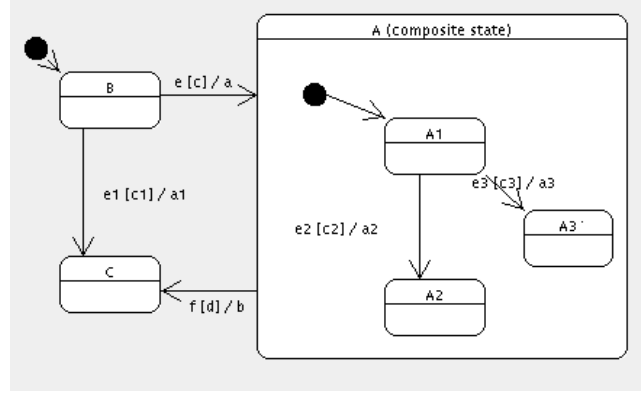 A (composite state)
B
e [c] / a
A1
e1 [c1] / a1
e3 [c3] / a3
e2 [c2] / a2
A3
C
A2
f [d] / b